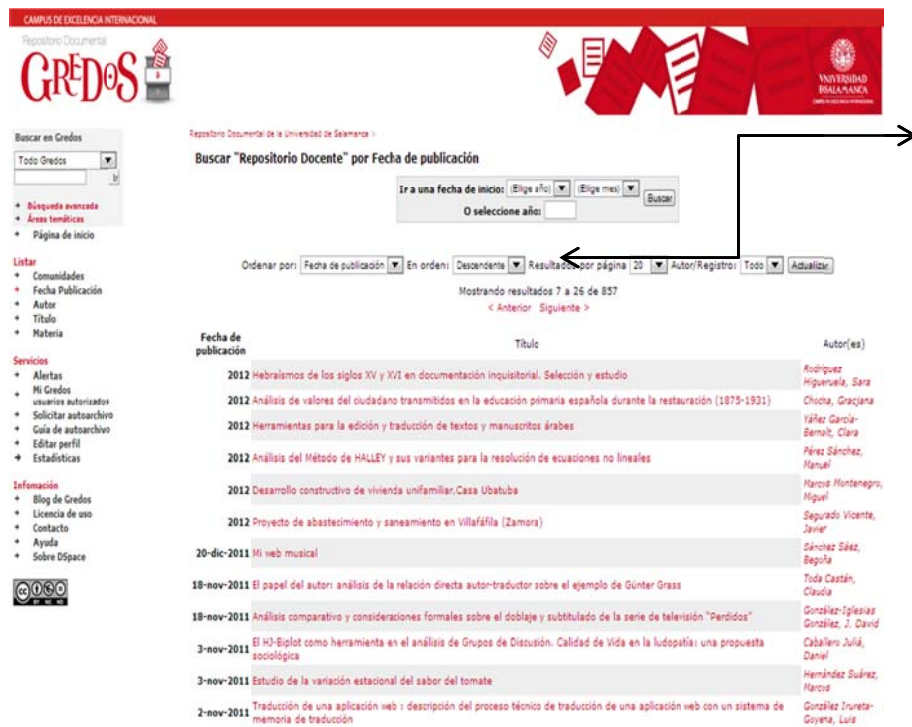 CAMPUS DE EXCELENCIA INTERNACIONAL
Repositorio Documental
GREDOS
VNIVERSIDAD
DSALAMANCA
CAMPUS DE EXCELENCIA INTERNACIONAL
Buscar en Gredos
Todo Gredos
Ir
Búsqueda avanzada
Áreas temáticas
Página de inicio
Listar
Comunidades
Fecha Publicación
Autor
Título
Materia
Servicios
Alertas
Mi Gredos
usuarios autorizados
Solicitar autoarchivo
Guía de autoarchivo
Editar perfil
Estadísticas
Infomación
Blog de Gredos
Licencia de uso
Contacto
Ayuda
Sobre DSpace
cc BY NC ND
Repositorio Documental de la Universidad de Salamanca >
Buscar "Repositorio Docente" por Fecha de publicación
Ir a una fecha de inicio: (Elige año) (Elige mes) Buscar
O seleccione año:
Ordenar por: Fecha de publicación En orden: Descendente Resultados por página 20 Autor/Registro: Todo Actualizar
Mostrando resultados 7 a 26 de 857
< Anterior Siguiente >
Fecha de publicación Título Autor(es)
2012 Hebraísmos de los siglos XV y XVI en documentación inquisitorial. Selección y estudio Rodríguez Higueruela, Sara
2012 Análisis de valores del ciudadano transmitidos en la educación primaria española durante la restauración (1875-1931) Chocha, Gracjana
2012 Herramientas para la edición y traducción de textos y manuscritos árabes Yáñez García-Bernalt, Clara
2012 Análisis del Método de HALLEY y sus variantes para la resolución de ecuaciones no lineales Pérez Sánchez, Manuel
2012 Desarrollo constructivo de vivienda unifamiliar,Casa Ubatuba Marcos Montenegro, Miguel
2012 Proyecto de abastecimiento y saneamiento en Villafáfila (Zamora) Segurado Vicente, Javier
20-dic-2011 Mi web musical Sánchez Sáez, Begoña
18-nov-2011 El papel del autor: análisis de la relación directa autor-traductor sobre el ejemplo de Günter Grass Toda Castán, Claudia
18-nov-2011 Análisis comparativo y consideraciones formales sobre el doblaje y subtitulado de la serie de televisión "Perdidos" González-Iglesias González, J. David
3-nov-2011 El HJ-Biplot como herramienta en el análisis de Grupos de Discusión. Calidad de Vida en la ludopatía: una propuesta sociológica Caballero Juliá, Daniel
3-nov-2011 Estudio de la variación estacional del sabor del tomate Hernández Suárez, Marcos
2-nov-2011 Traducción de una aplicación web : descripción del proceso técnico de traducción de una aplicación web con un sistema de memoria de traducción González Irureta-Goyena, Luis